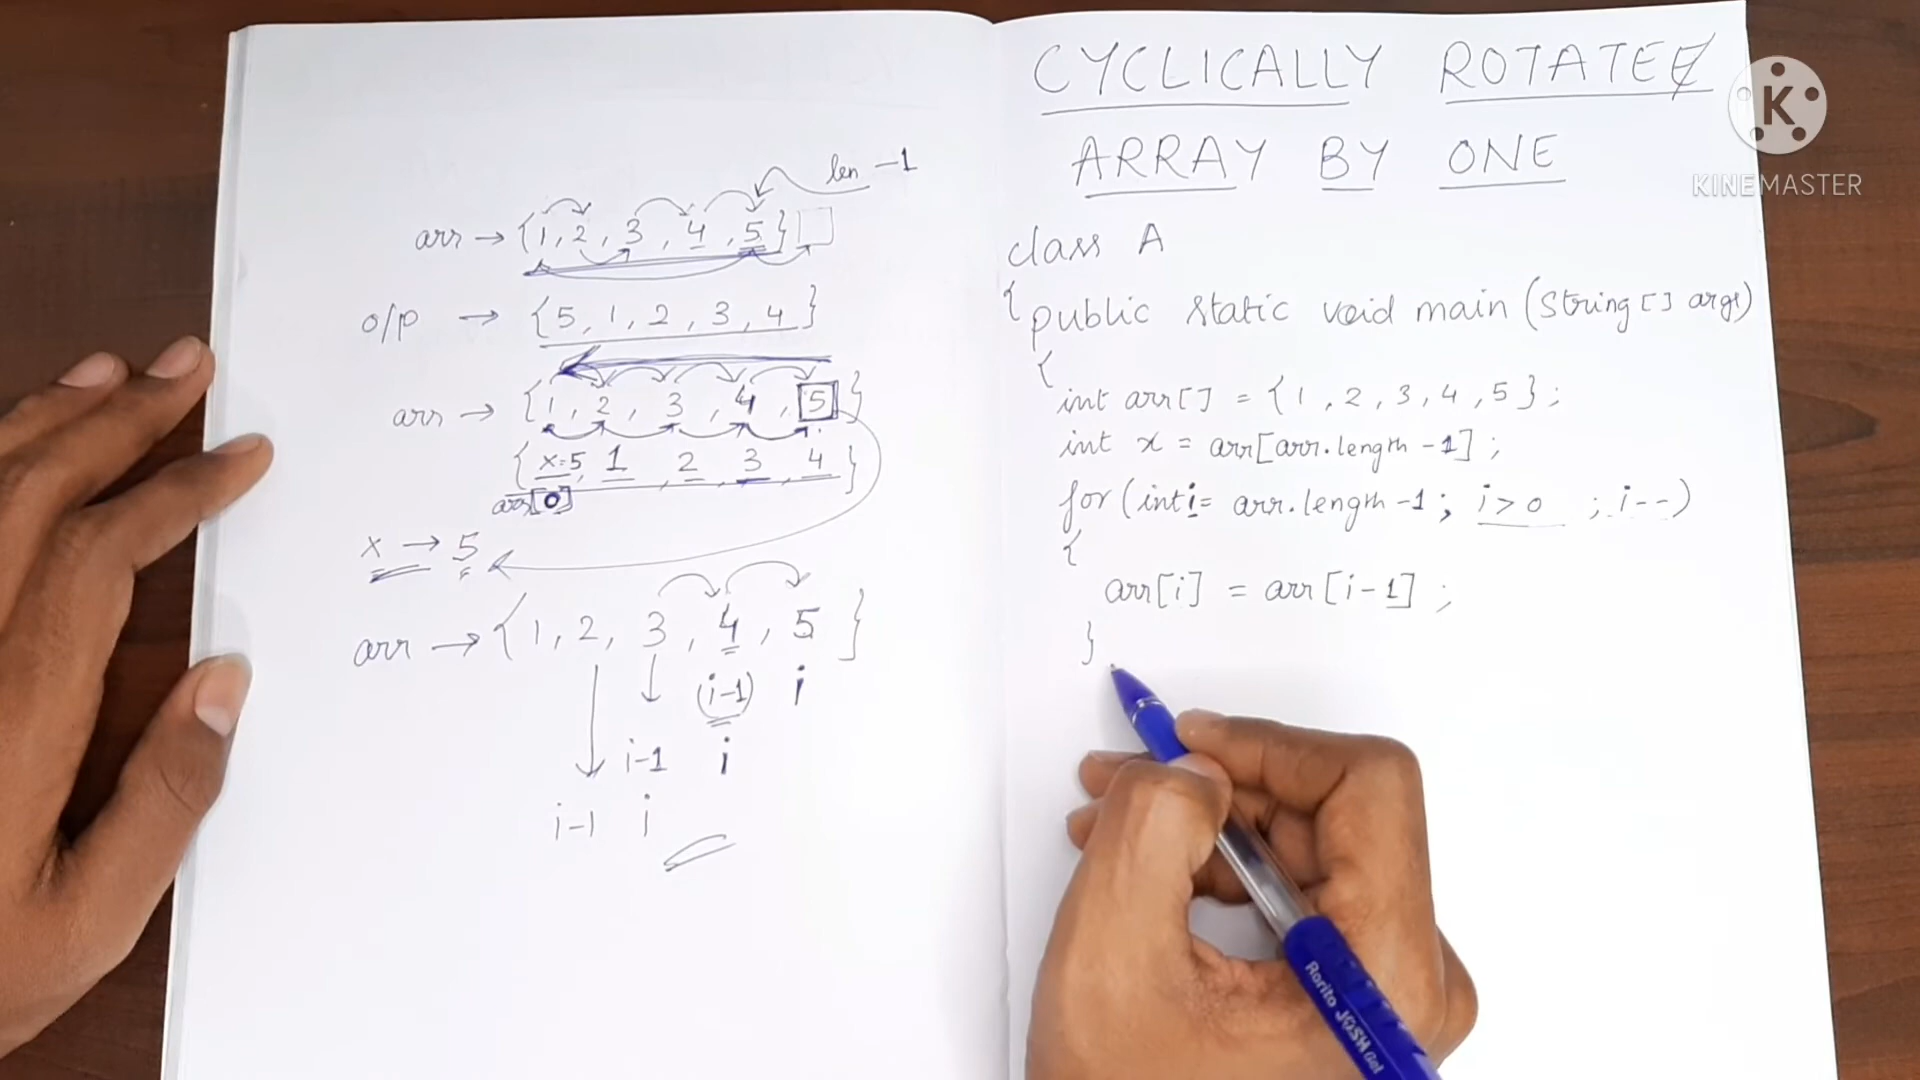 len -1
arr → {1, 2, 3, 4, 5}
o/p → {5, 1, 2, 3, 4}
arr → {1, 2, 3, 4, 5}
{x=5, 1, 2, 3, 4}
arr[0]
x → 5
arr → {1, 2, 3, 4, 5}
(i-1) i
i-1 i
i-1 i
CYCLICALLY ROTATE
ARRAY BY ONE
class A
{
public static void main (String [] args)
{
int arr[] = {1, 2, 3, 4, 5};
int x = arr[arr.length -1];
for (int i = arr.length -1; i > 0 ; i--)
{
arr[i] = arr[i-1] ;
}
K
KINEMASTER
Rorito JOSH Gel